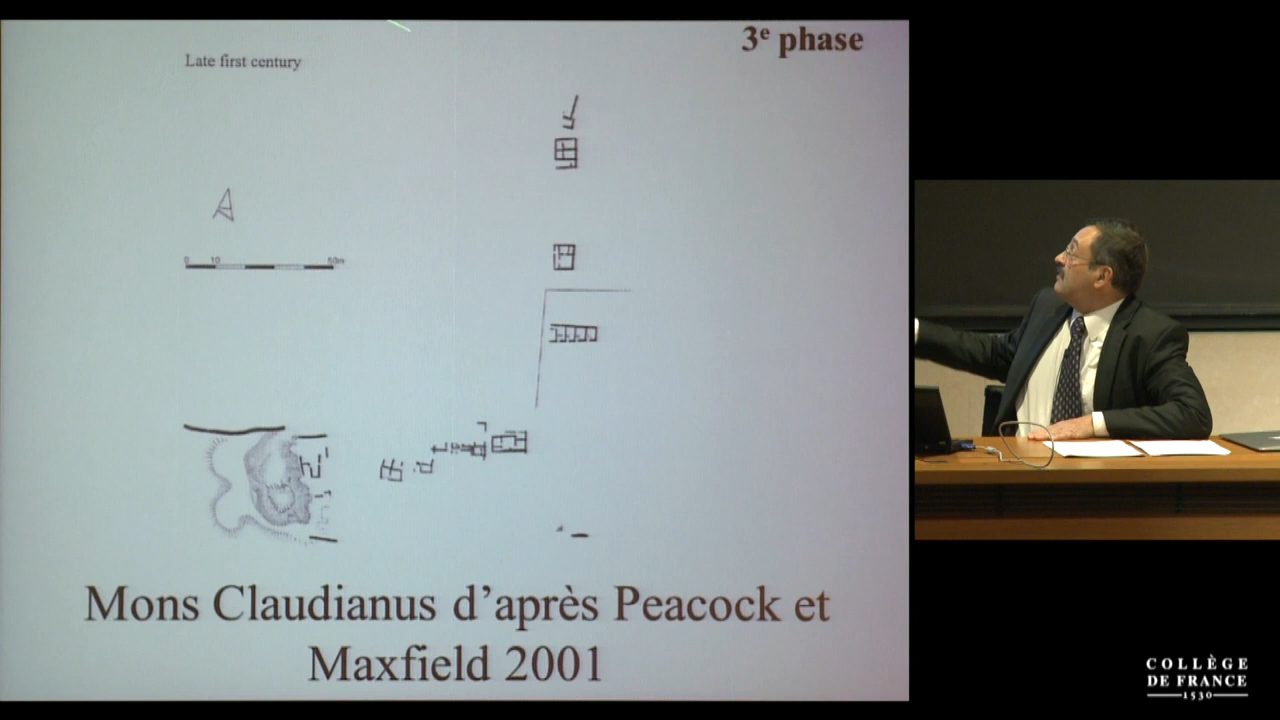 3e phase
Late first century
0 10 50m
Mons Claudianus d'après Peacock et
Maxfield 2001
COLLÈGE
DE FRANCE
1530